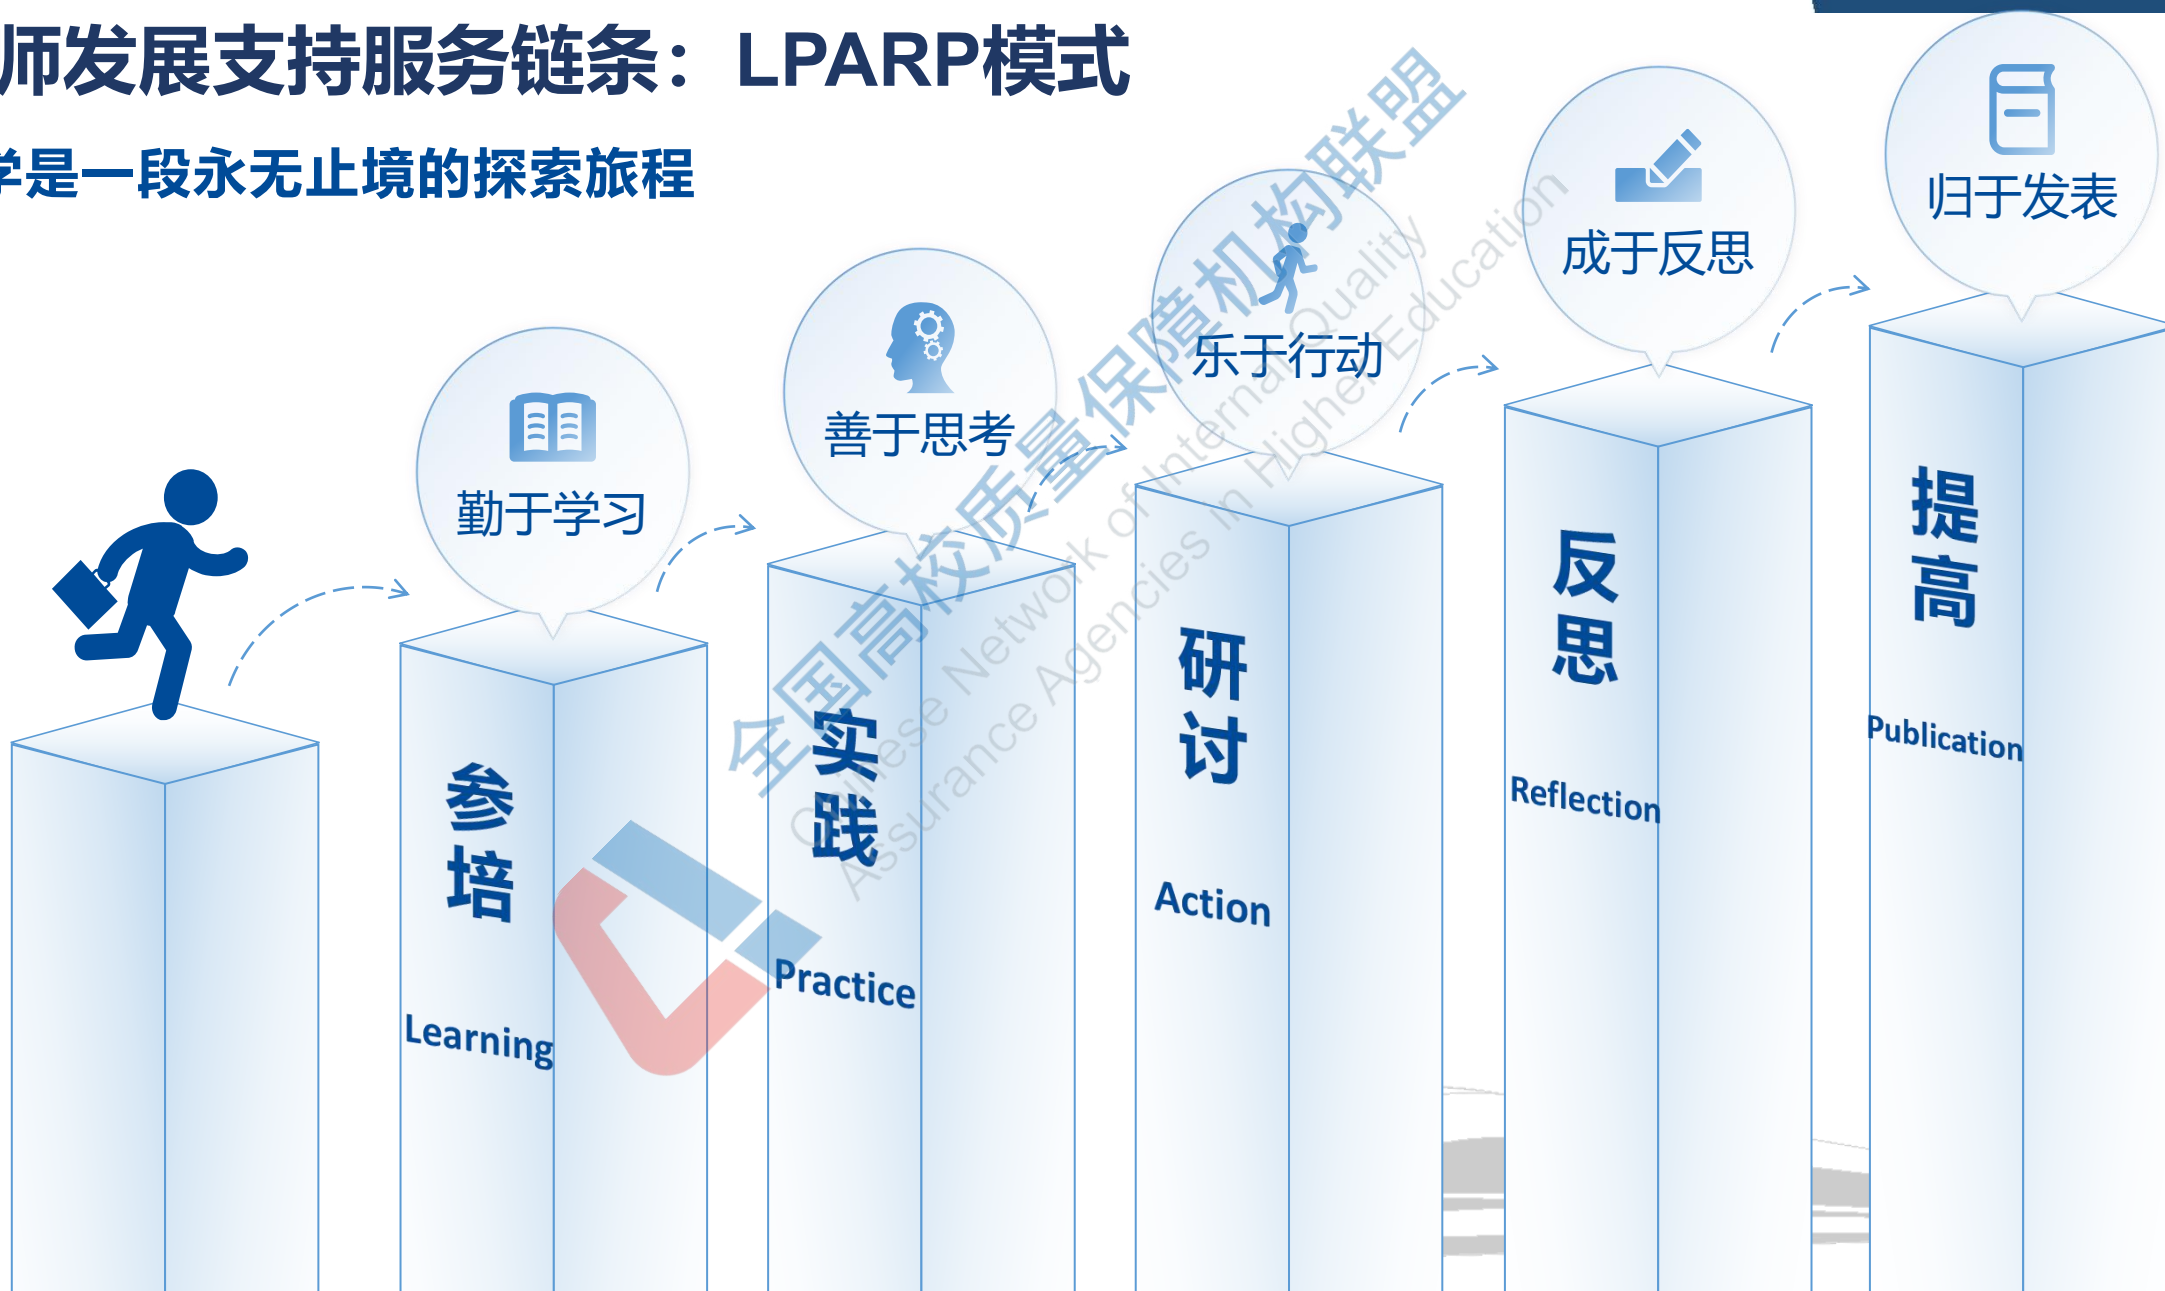 师发展支持服务链条：LPARP模式
学是一段永无止境的探索旅程
勤于学习
善于思考
乐于行动
成于反思
归于发表
参培
Learning
实践
Practice
研讨
Action
反思
Reflection
提高
Publication
全国高校质量保障机构联盟
Chinese Network of Internal Quality
Assurance Agencies in Higher Education